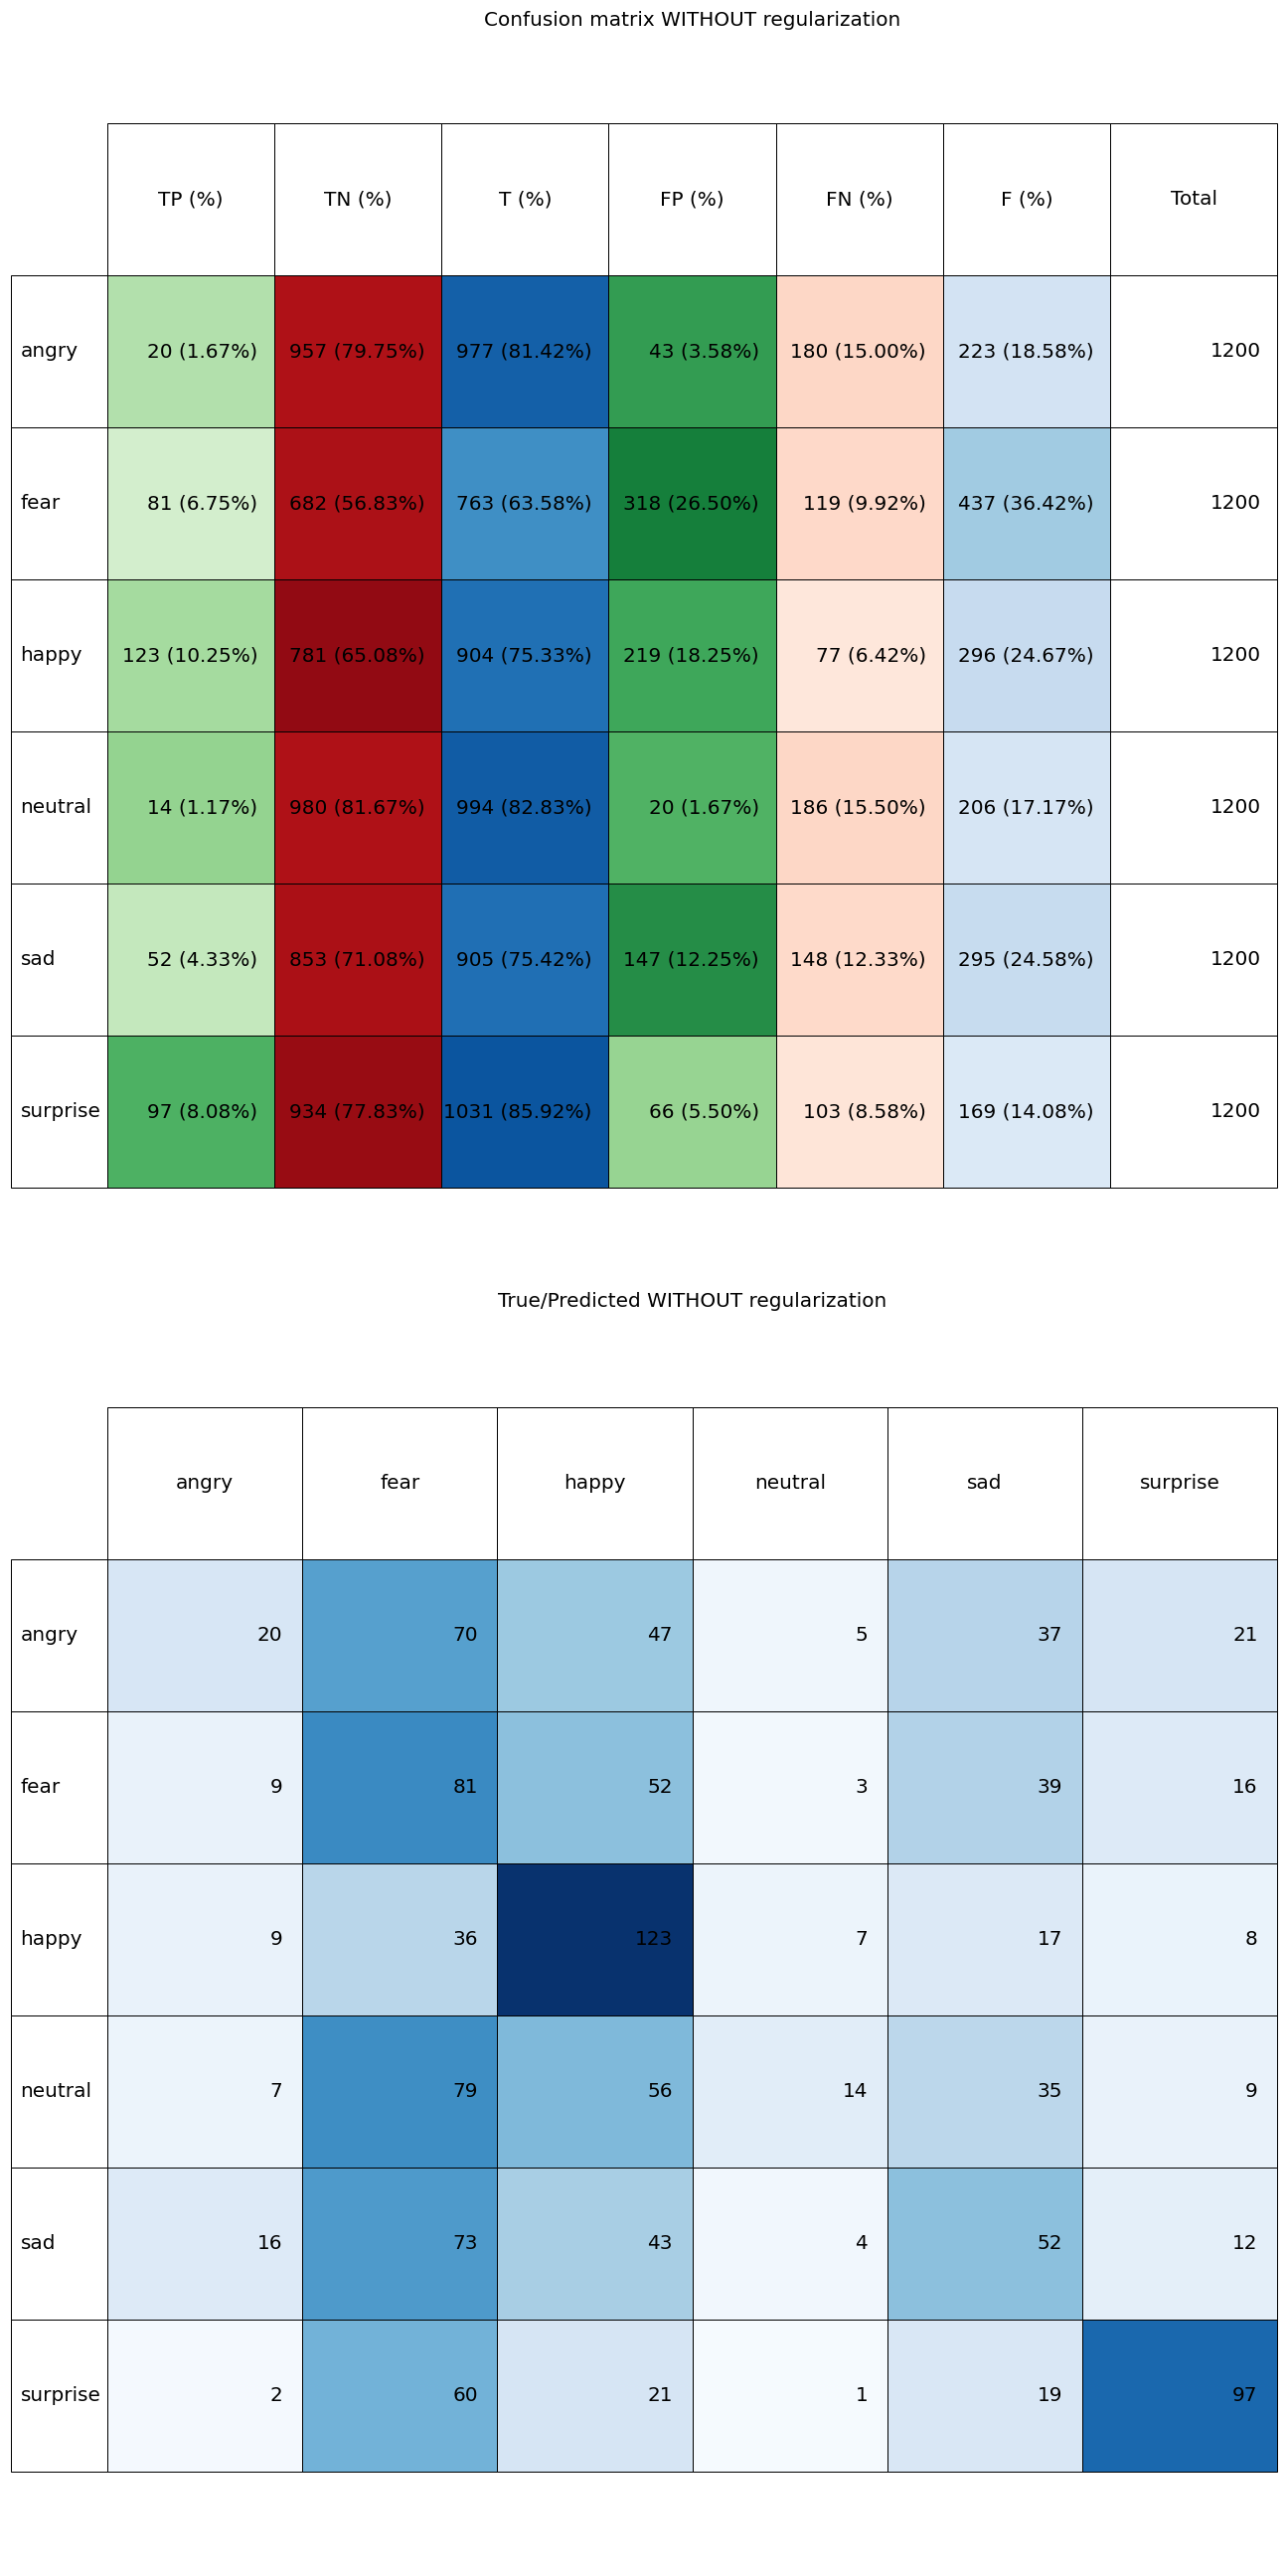 Confusion matrix WITHOUT regularization
TP (%) TN (%) T (%) FP (%) FN (%) F (%) Total
angry 20 (1.67%) 957 (79.75%) 977 (81.42%) 43 (3.58%) 180 (15.00%) 223 (18.58%) 1200
fear 81 (6.75%) 682 (56.83%) 763 (63.58%) 318 (26.50%) 119 (9.92%) 437 (36.42%) 1200
happy 123 (10.25%) 781 (65.08%) 904 (75.33%) 219 (18.25%) 77 (6.42%) 296 (24.67%) 1200
neutral 14 (1.17%) 980 (81.67%) 994 (82.83%) 20 (1.67%) 186 (15.50%) 206 (17.17%) 1200
sad 52 (4.33%) 853 (71.08%) 905 (75.42%) 147 (12.25%) 148 (12.33%) 295 (24.58%) 1200
surprise 97 (8.08%) 934 (77.83%) 1031 (85.92%) 66 (5.50%) 103 (8.58%) 169 (14.08%) 1200
True/Predicted WITHOUT regularization
angry fear happy neutral sad surprise
angry 20 70 47 5 37 21
fear 9 81 52 3 39 16
happy 9 36 123 7 17 8
neutral 7 79 56 14 35 9
sad 16 73 43 4 52 12
surprise 2 60 21 1 19 97